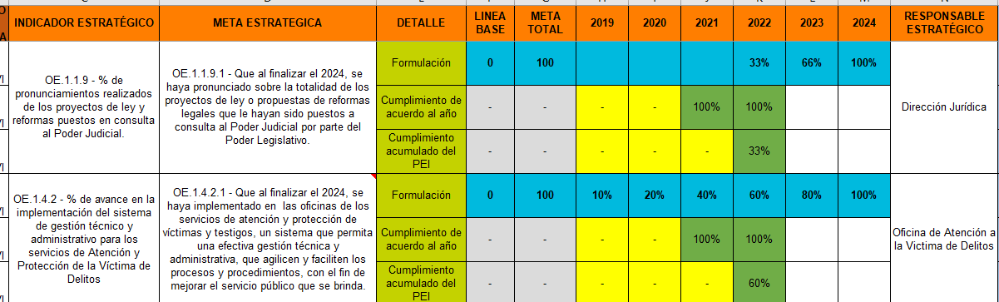 O
A
INDICADOR ESTRATÉGICO
META ESTRATEGICA
DETALLE
LINEA
BASE
META
TOTAL
2019
2020
2021
2022
2023
2024
RESPONSABLE
ESTRATÉGICO
VI
VI
VI
OE.1.1.9 - % de
pronunciamientos realizados
de los proyectos de ley y
reformas puestos en consulta
al Poder Judicial.
OE.1.1.9.1 - Que al finalizar el 2024, se
haya pronunciado sobre la totalidad de los
proyectos de ley o propuestas de reformas
legales que le hayan sido puestos a
consulta al Poder Judicial por parte del
Poder Legislativo.
Formulación
0
100
33%
66%
100%
Cumplimiento de
acuerdo al año
-
-
-
-
100%
100%
Cumplimiento
acumulado del
PEI
-
-
-
-
-
33%
Dirección Jurídica
VI
VI
VI
OE.1.4.2 - % de avance en la
implementación del sistema
de gestión técnico y
administrativo para los
servicios de Atención y
Protección de la Víctima de
Delitos
OE.1.4.2.1 - Que al finalizar el 2024, se
haya implementado en  las oficinas de los
servicios de atención y protección de
víctimas y testigos, un sistema que permita
una efectiva gestión técnica y
administrativa, que agilicen y faciliten los
procesos y procedimientos, con el fin de
mejorar el servicio público que se brinda.
Formulación
0
100
10%
20%
40%
60%
80%
100%
Cumplimiento de
acuerdo al año
-
-
-
-
100%
100%
Cumplimiento
acumulado del
PEI
-
-
-
-
-
60%
Oficina de Atención a
la Victima de Delitos